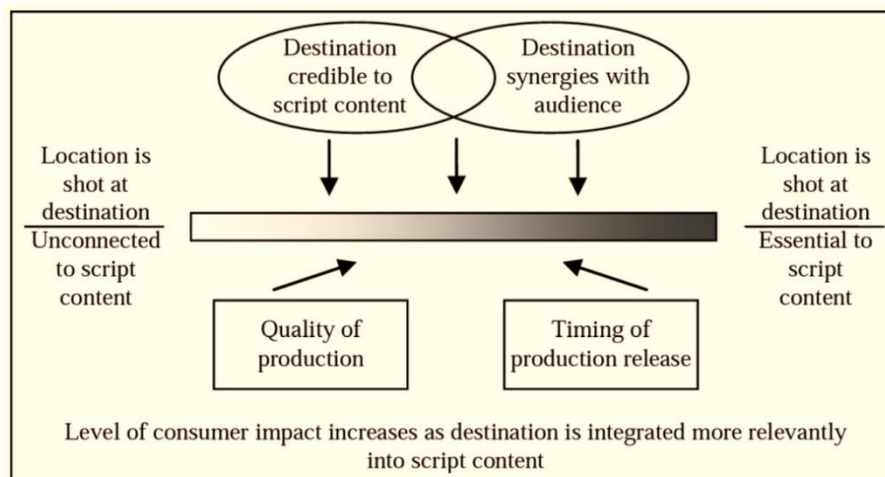 Destination
credible to
script content
Destination
synergies with
audience
Location is
shot at
destination
Unconnected
to script
content
Location is
shot at
destination
Essential to
script
content
Quality of
production
Timing of
production release
Level of consumer impact increases as destination is integrated more relevantly
into script content